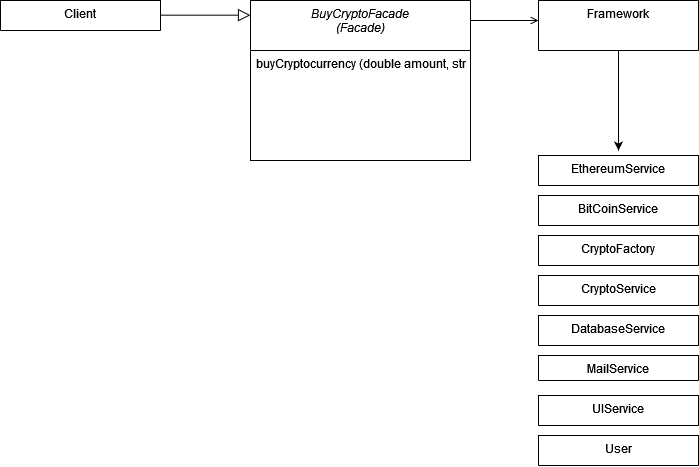 Client
BuyCryptoFacade
(Facade)
Framework
buyCryptocurrency (double amount, str
EthereumService
BitCoinService
CryptoFactory
CryptoService
DatabaseService
MailService
UIService
User